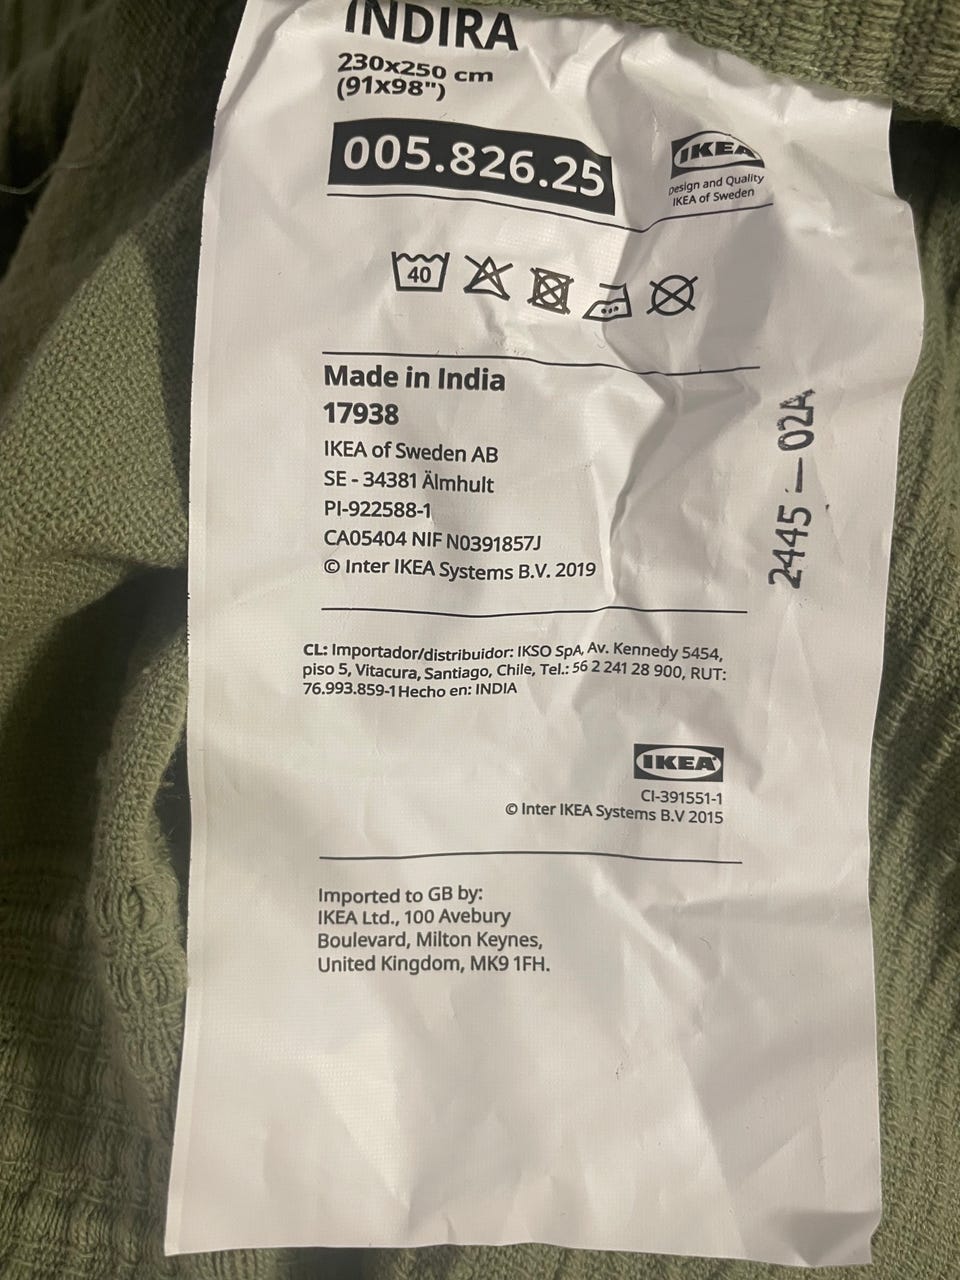 INDIRA
230x250 cm
(91x98")
005.826.25
IKEA
Design and Quality
IKEA of Sweden
40
Made in India
17938
IKEA of Sweden AB
SE - 34381 Älmhult
PI-922588-1
CA05404 NIF N0391857J
© Inter IKEA Systems B.V. 2019
2445 - 02A
CL: Importador/distribuidor: IKSO SpA, Av. Kennedy 5454,
piso 5, Vitacura, Santiago, Chile, Tel.: 56 2 241 28 900, RUT:
76.993.859-1 Hecho en: INDIA
IKEA
CI-391551-1
© Inter IKEA Systems B.V 2015
Imported to GB by:
IKEA Ltd., 100 Avebury
Boulevard, Milton Keynes,
United Kingdom, MK9 1FH.